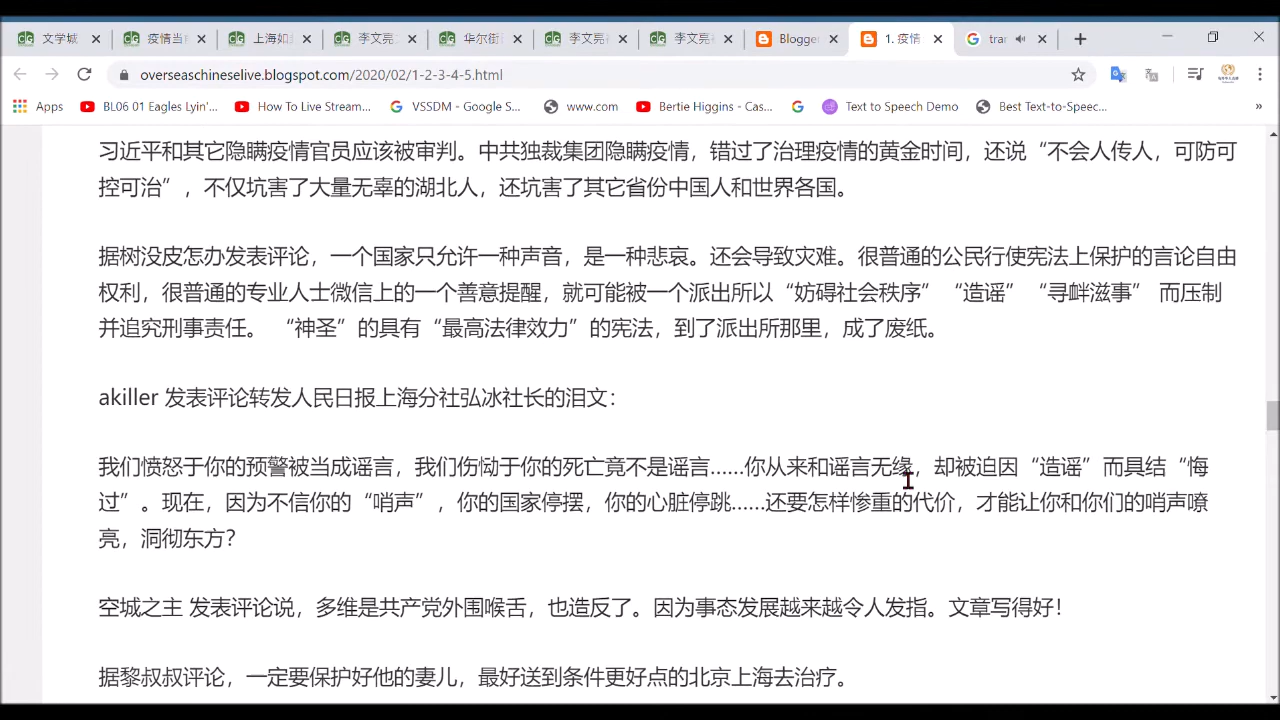 文学城
疫情当
上海如
李文亮
华尔街
李文亮
李文亮
Blogger
1. 疫情
trar
overseaschineselive.blogspot.com/2020/02/1-2-3-4-5.html
Apps
BL06 01 Eagles Lyin'...
How To Live Stream...
VSSDM - Google S...
www.com
Bertie Higgins - Cas...
Text to Speech Demo
Best Text-to-Speec...
»
习近平和其它隐瞒疫情官员应该被审判。中共独裁集团隐瞒疫情，错过了治理疫情的黄金时间，还说“不会人传人，可防可
控可治”，不仅坑害了大量无辜的湖北人，还坑害了其它省份中国人和世界各国。
据树没皮怎办发表评论，一个国家只允许一种声音，是一种悲哀。还会导致灾难。很普通的公民行使宪法上保护的言论自由
权利，很普通的专业人士微信上的一个善意提醒，就可能被一个派出所以“妨碍社会秩序”“造谣”“寻衅滋事” 而压制
并追究刑事责任。 “神圣”的具有“最高法律效力”的宪法，到了派出所那里，成了废纸。
akiller 发表评论转发人民日报上海分社弘冰社长的泪文：
我们愤怒于你的预警被当成谣言，我们伤恸于你的死亡竟不是谣言......你从来和谣言无缘，却被迫因“造谣”而具结“悔
过”。现在，因为不信你的“哨声”，你的国家停摆，你的心脏停跳......还要怎样惨重的代价，才能让你和你们的哨声嘹
亮，洞彻东方？
空城之主 发表评论说，多维是共产党外围喉舌，也造反了。因为事态发展越来越令人发指。文章写得好！
据黎叔叔评论，一定要保护好他的妻儿，最好送到条件更好点的北京上海去治疗。